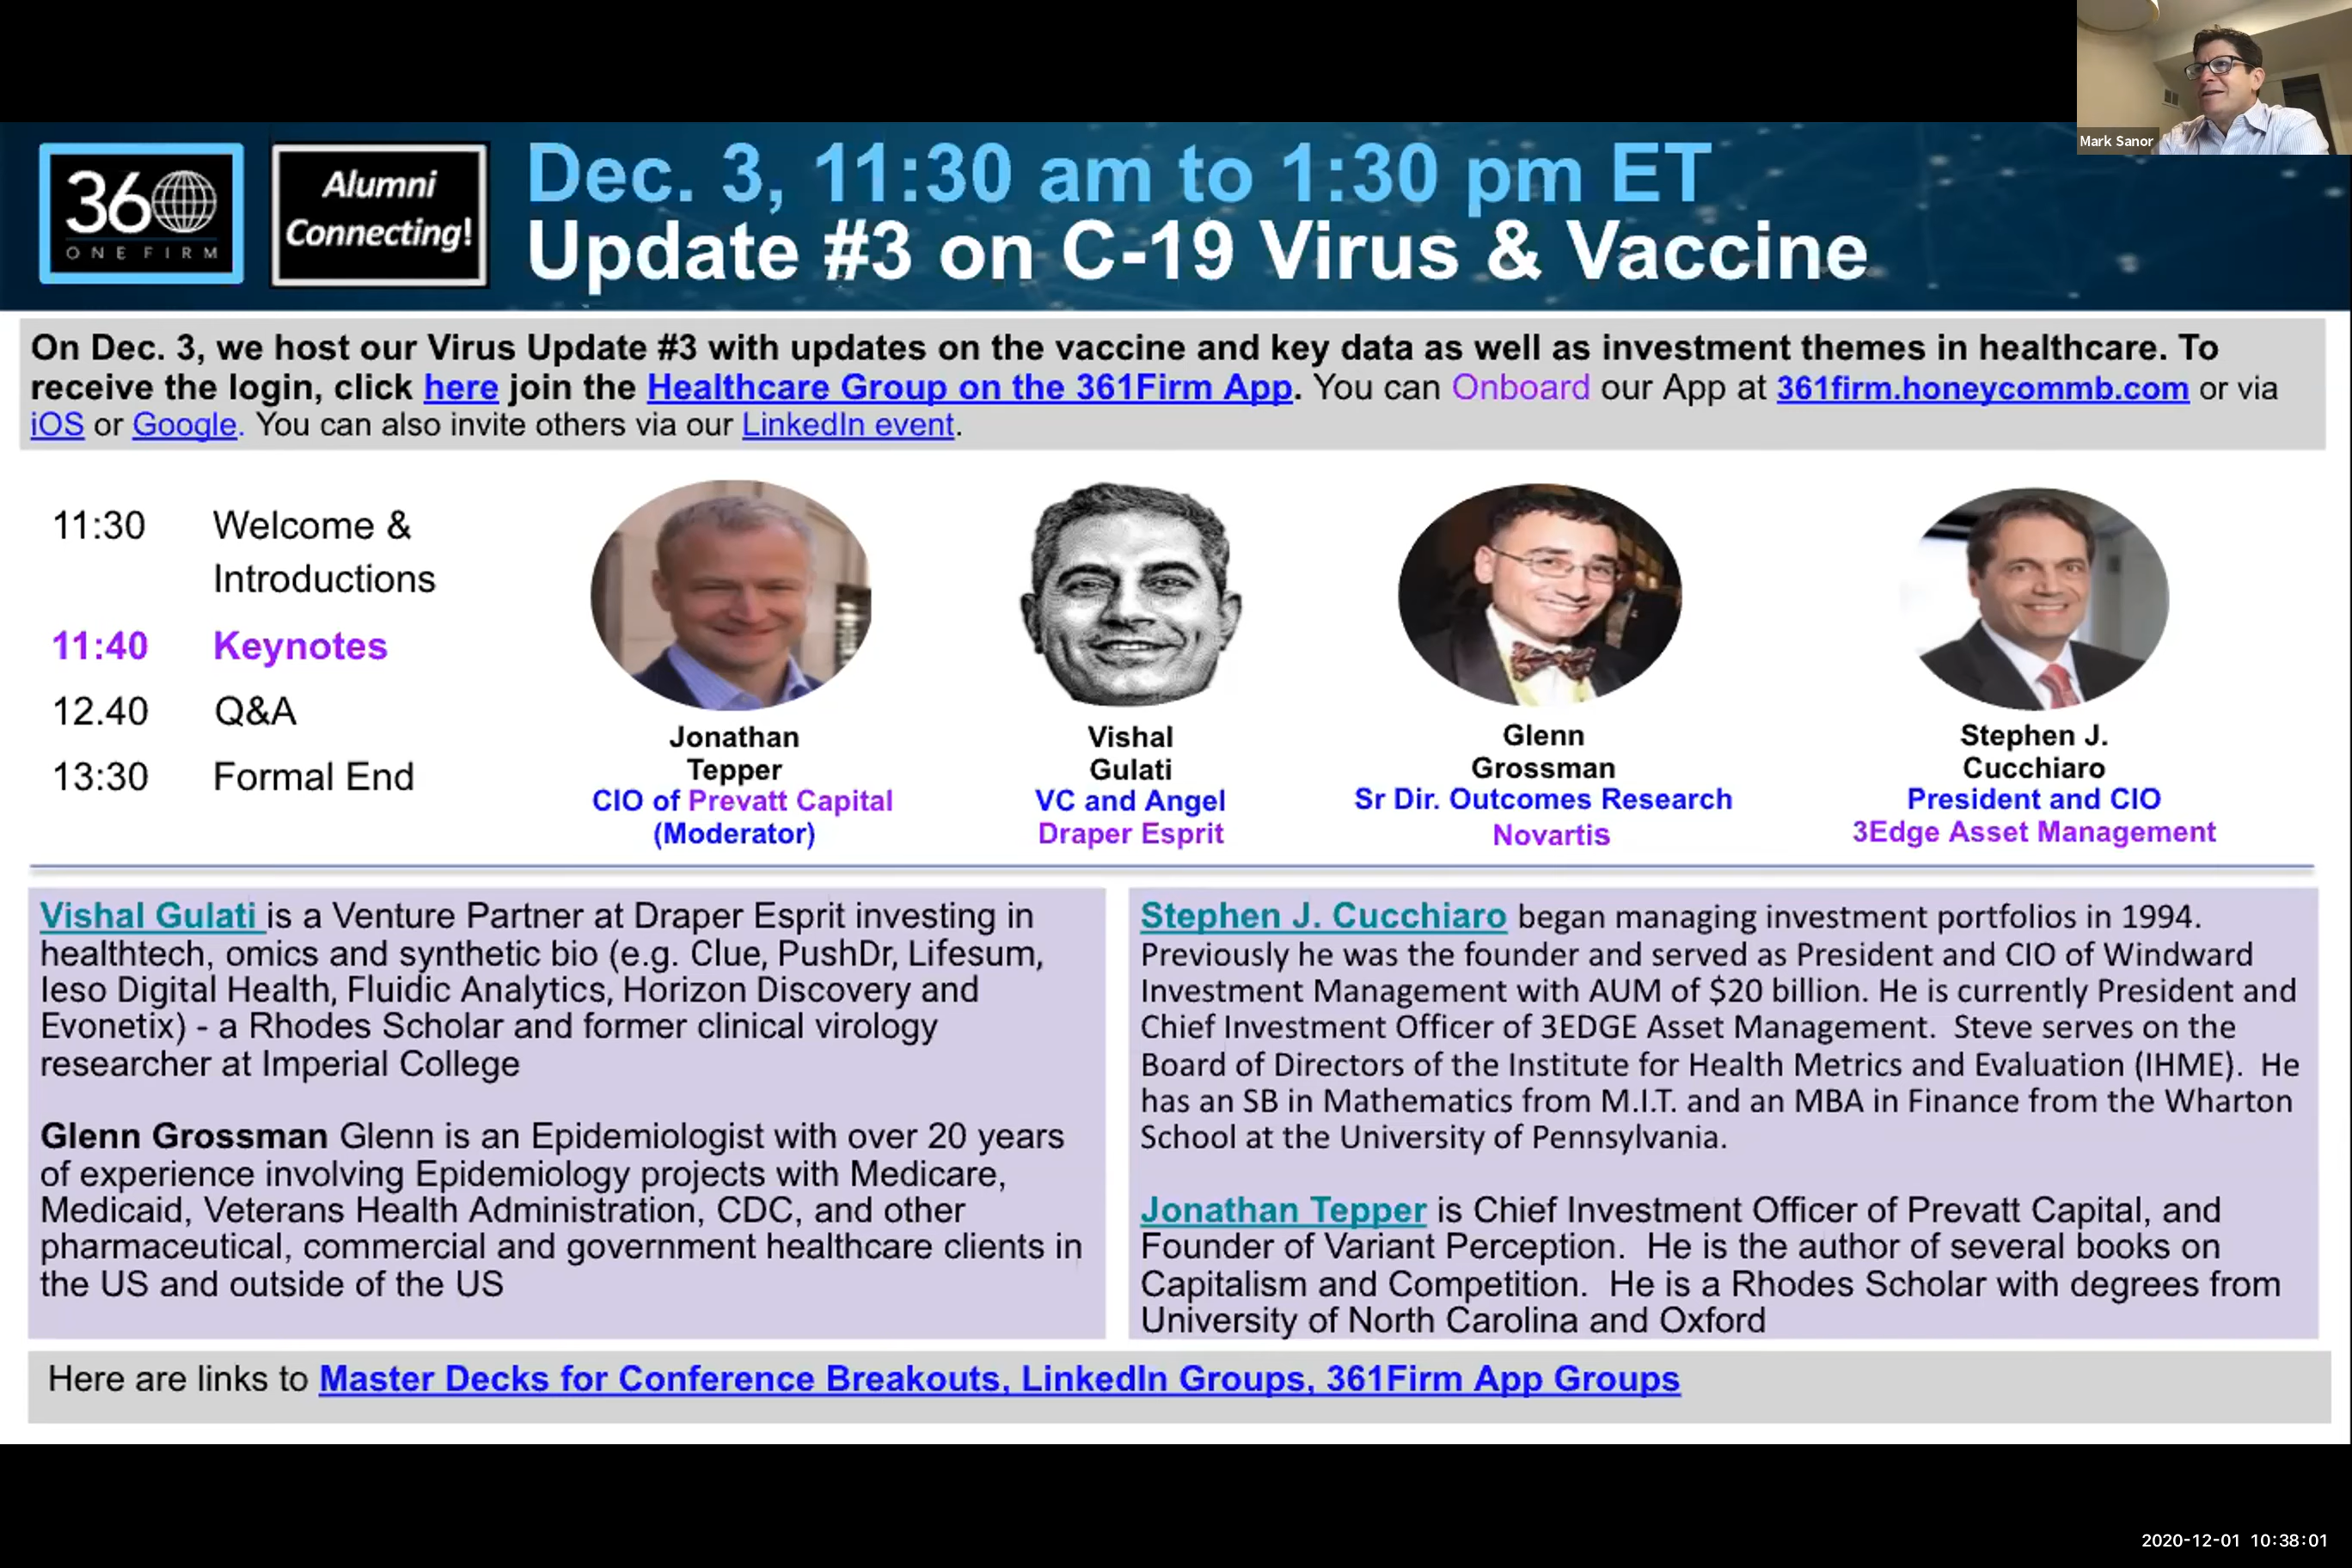 Mark Sanor
360
ONE FIRM
Alumni
Connecting!
Dec. 3, 11:30 am to 1:30 pm ET
Update #3 on C-19 Virus & Vaccine
On Dec. 3, we host our Virus Update #3 with updates on the vaccine and key data as well as investment themes in healthcare. To
receive the login, click here join the Healthcare Group on the 361Firm App. You can Onboard our App at 361firm.honeycommb.com or via
iOS or Google. You can also invite others via our LinkedIn event.
11:30 Welcome &
Introductions
11:40 Keynotes
12.40 Q&A
13:30 Formal End
Jonathan
Tepper
CIO of Prevatt Capital
(Moderator)
Vishal
Gulati
VC and Angel
Draper Esprit
Glenn
Grossman
Sr Dir. Outcomes Research
Novartis
Stephen J.
Cucchiaro
President and CIO
3Edge Asset Management
Vishal Gulati is a Venture Partner at Draper Esprit investing in
healthtech, omics and synthetic bio (e.g. Clue, PushDr, Lifesum,
Ieso Digital Health, Fluidic Analytics, Horizon Discovery and
Evonetix) - a Rhodes Scholar and former clinical virology
researcher at Imperial College
Glenn Grossman Glenn is an Epidemiologist with over 20 years
of experience involving Epidemiology projects with Medicare,
Medicaid, Veterans Health Administration, CDC, and other
pharmaceutical, commercial and government healthcare clients in
the US and outside of the US
Stephen J. Cucchiaro began managing investment portfolios in 1994.
Previously he was the founder and served as President and CIO of Windward
Investment Management with AUM of $20 billion. He is currently President and
Chief Investment Officer of 3EDGE Asset Management. Steve serves on the
Board of Directors of the Institute for Health Metrics and Evaluation (IHME). He
has an SB in Mathematics from M.I.T. and an MBA in Finance from the Wharton
School at the University of Pennsylvania.
Jonathan Tepper is Chief Investment Officer of Prevatt Capital, and
Founder of Variant Perception. He is the author of several books on
Capitalism and Competition. He is a Rhodes Scholar with degrees from
University of North Carolina and Oxford
Here are links to Master Decks for Conference Breakouts, LinkedIn Groups, 361Firm App Groups
2020-12-01 10:38:01